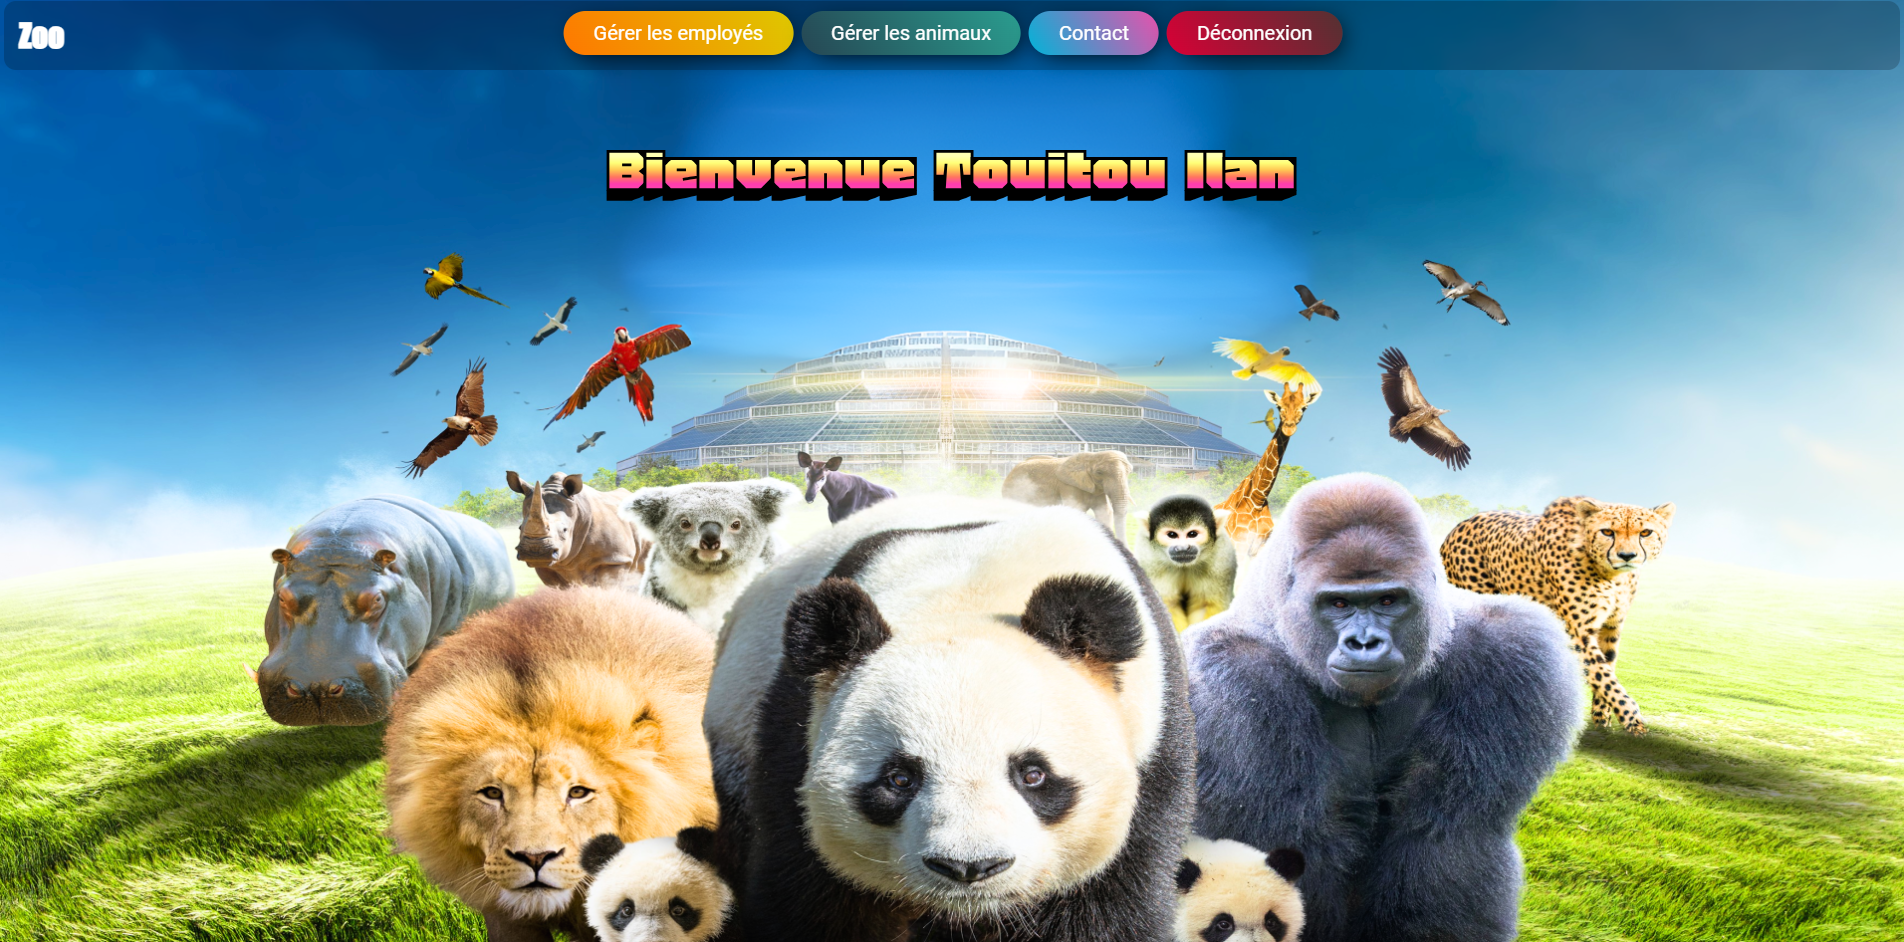 Zoo
Gérer les employés
Gérer les animaux
Contact
Déconnexion
Bienvenue Touitou Ilan